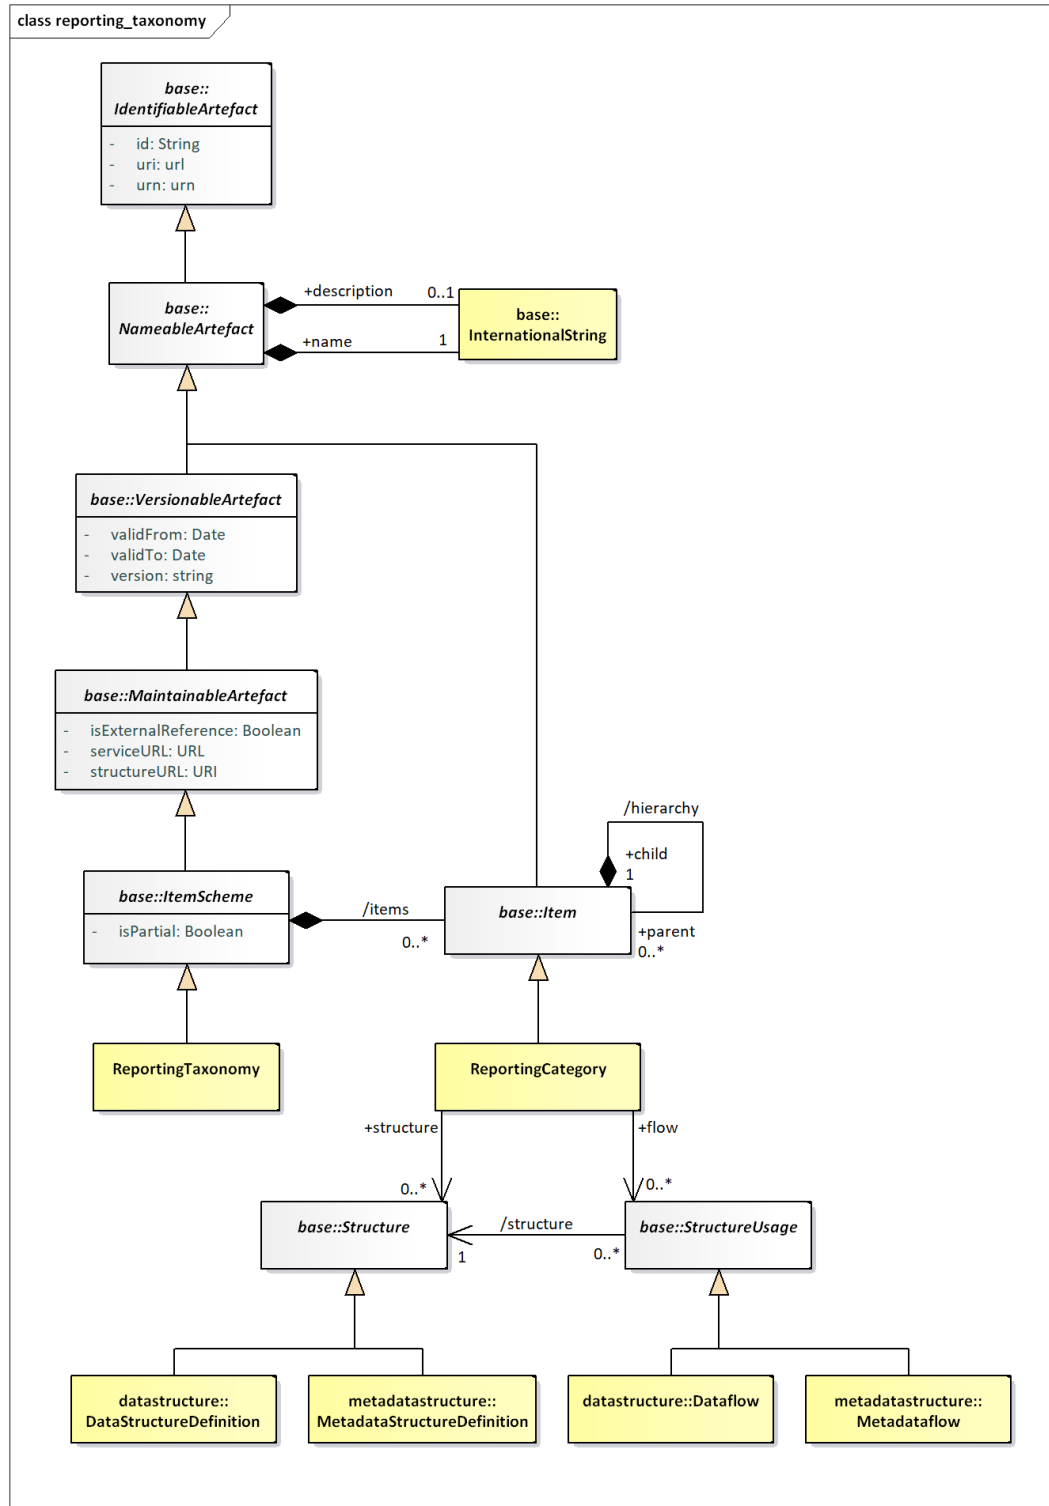 class reporting_taxonomy
base::
IdentifiableArtefact
- id: String
- uri: url
- urn: urn
base::
NameableArtefact
+description
0..1
+name
1
base::
InternationalString
base::VersionableArtefact
- validFrom: Date
- validTo: Date
- version: string
base::MaintainableArtefact
- isExternalReference: Boolean
- serviceURL: URL
- structureURL: URI
/hierarchy
+child
1
base::ItemScheme
- isPartial: Boolean
/items
0..*
base::Item
+parent
0..*
ReportingTaxonomy
ReportingCategory
+structure
+flow
0..*
0..*
base::Structure
/structure
1
0..*
base::StructureUsage
datastructure::
DataStructureDefinition
metadatastructure::
MetadataStructureDefinition
datastructure::Dataflow
metadatastructure::
Metadataflow